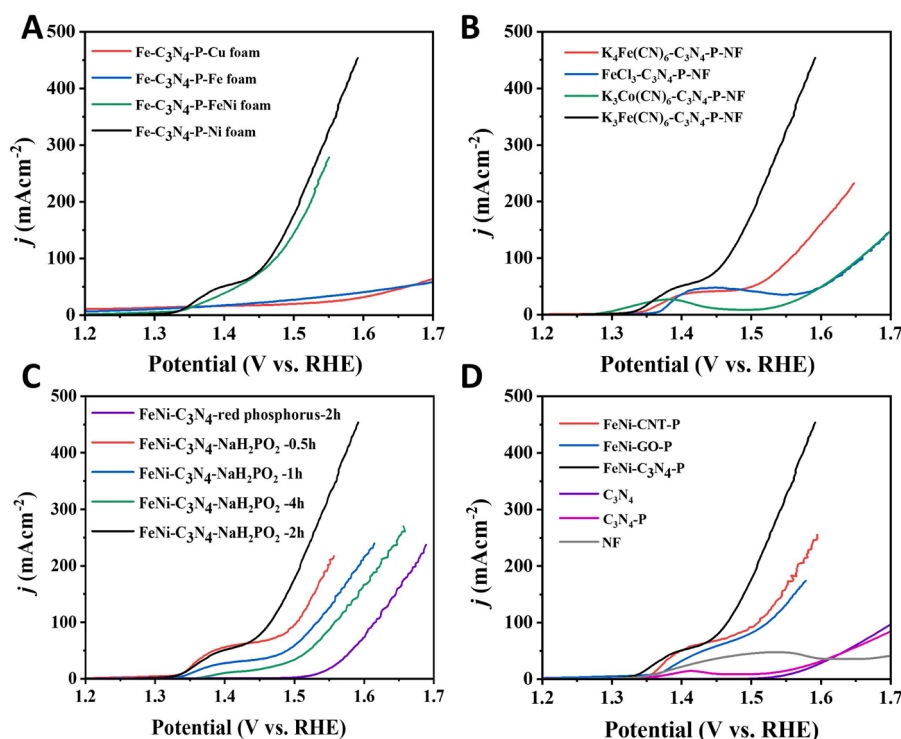 A
500
400
300
200
100
0
j (mAcm⁻²)
Fe-C₃N₄-P-Cu foam
Fe-C₃N₄-P-Fe foam
Fe-C₃N₄-P-FeNi foam
Fe-C₃N₄-P-Ni foam
1.2 1.3 1.4 1.5 1.6 1.7
Potential (V vs. RHE)
B
500
400
300
200
100
0
j (mAcm⁻²)
K₄Fe(CN)₆-C₃N₄-P-NF
FeCl₃-C₃N₄-P-NF
K₃Co(CN)₆-C₃N₄-P-NF
K₃Fe(CN)₆-C₃N₄-P-NF
1.2 1.3 1.4 1.5 1.6 1.7
Potential (V vs. RHE)
C
500
400
300
200
100
0
j (mAcm⁻²)
FeNi-C₃N₄-red phosphorus-2h
FeNi-C₃N₄-NaH₂PO₂ -0.5h
FeNi-C₃N₄-NaH₂PO₂ -1h
FeNi-C₃N₄-NaH₂PO₂ -4h
FeNi-C₃N₄-NaH₂PO₂ -2h
1.2 1.3 1.4 1.5 1.6 1.7
Potential (V vs. RHE)
D
500
400
300
200
100
0
j (mAcm⁻²)
FeNi-CNT-P
FeNi-GO-P
FeNi-C₃N₄-P
C₃N₄
C₃N₄-P
NF
1.2 1.3 1.4 1.5 1.6 1.7
Potential (V vs. RHE)